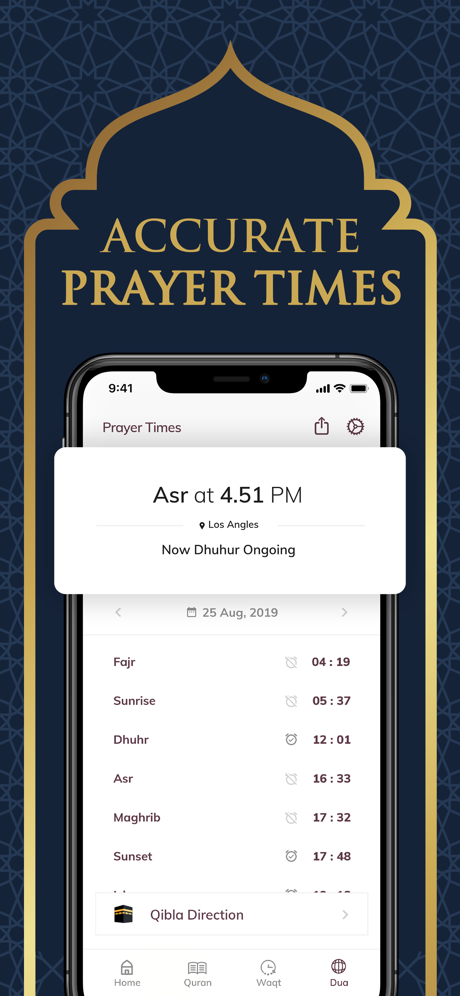 ACCURATE
PRAYER TIMES
9:41
Prayer Times
Asr at 4.51 PM
Los Angles
Now Dhuhur Ongoing
25 Aug, 2019
Fajr 04 : 19
Sunrise 05 : 37
Dhuhr 12 : 01
Asr 16 : 33
Maghrib 17 : 32
Sunset 17 : 48
Qibla Direction
Home Quran Waqt Dua